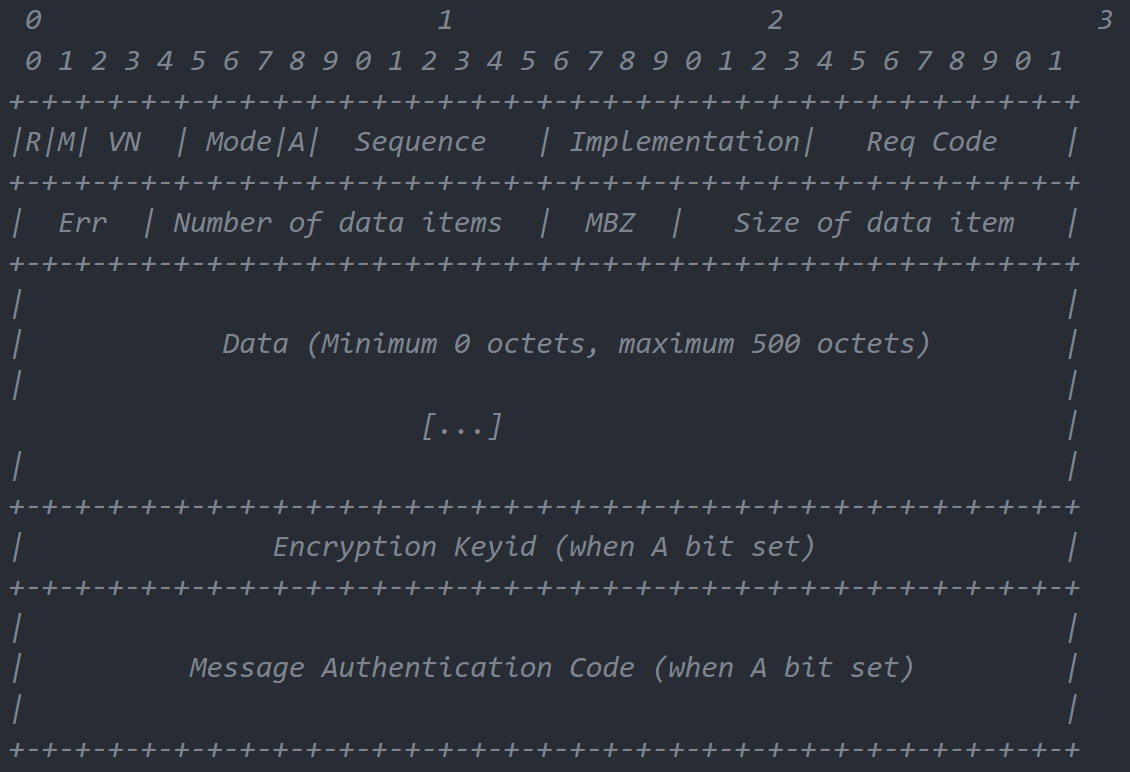 0                        1                   2                   3
 0 1 2 3 4 5 6 7 8 9 0 1 2 3 4 5 6 7 8 9 0 1 2 3 4 5 6 7 8 9 0 1
+-+-+-+-+-+-+-+-+-+-+-+-+-+-+-+-+-+-+-+-+-+-+-+-+-+-+-+-+-+-+-+-+
|R|M| VN  | Mode|A|  Sequence   | Implementation|   Req Code    |
+-+-+-+-+-+-+-+-+-+-+-+-+-+-+-+-+-+-+-+-+-+-+-+-+-+-+-+-+-+-+-+-+
|  Err  | Number of data items  |  MBZ  |   Size of data item   |
+-+-+-+-+-+-+-+-+-+-+-+-+-+-+-+-+-+-+-+-+-+-+-+-+-+-+-+-+-+-+-+-+
|                                                               |
|            Data (Minimum 0 octets, maximum 500 octets)        |
|                                                               |
                         [...]                                  |
|                                                               |
+-+-+-+-+-+-+-+-+-+-+-+-+-+-+-+-+-+-+-+-+-+-+-+-+-+-+-+-+-+-+-+-+
|               Encryption Keyid (when A bit set)               |
+-+-+-+-+-+-+-+-+-+-+-+-+-+-+-+-+-+-+-+-+-+-+-+-+-+-+-+-+-+-+-+-+
|                                                               |
|          Message Authentication Code (when A bit set)         |
|                                                               |
+-+-+-+-+-+-+-+-+-+-+-+-+-+-+-+-+-+-+-+-+-+-+-+-+-+-+-+-+-+-+-+-+